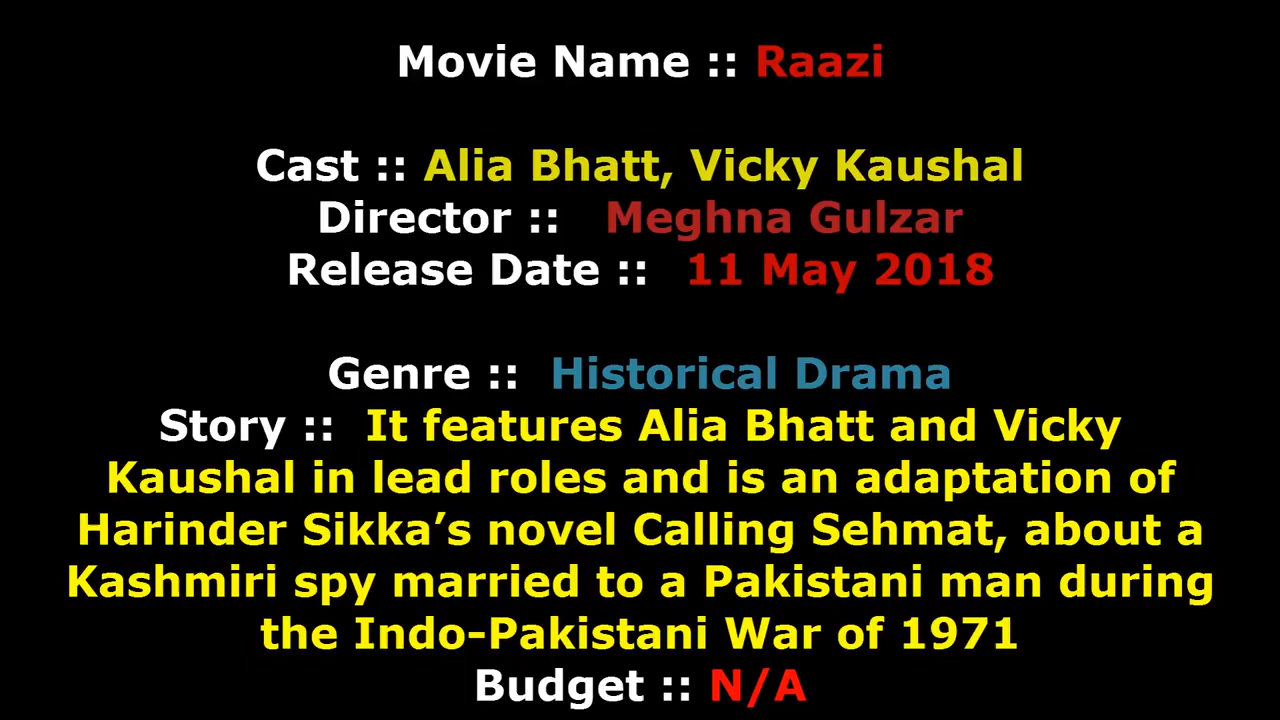 Movie Name :: Raazi
Cast :: Alia Bhatt, Vicky Kaushal
Director :: Meghna Gulzar
Release Date :: 11 May 2018
Genre :: Historical Drama
Story :: It features Alia Bhatt and Vicky
Kaushal in lead roles and is an adaptation of
Harinder Sikka’s novel Calling Sehmat, about a
Kashmiri spy married to a Pakistani man during
the Indo-Pakistani War of 1971
Budget :: N/A